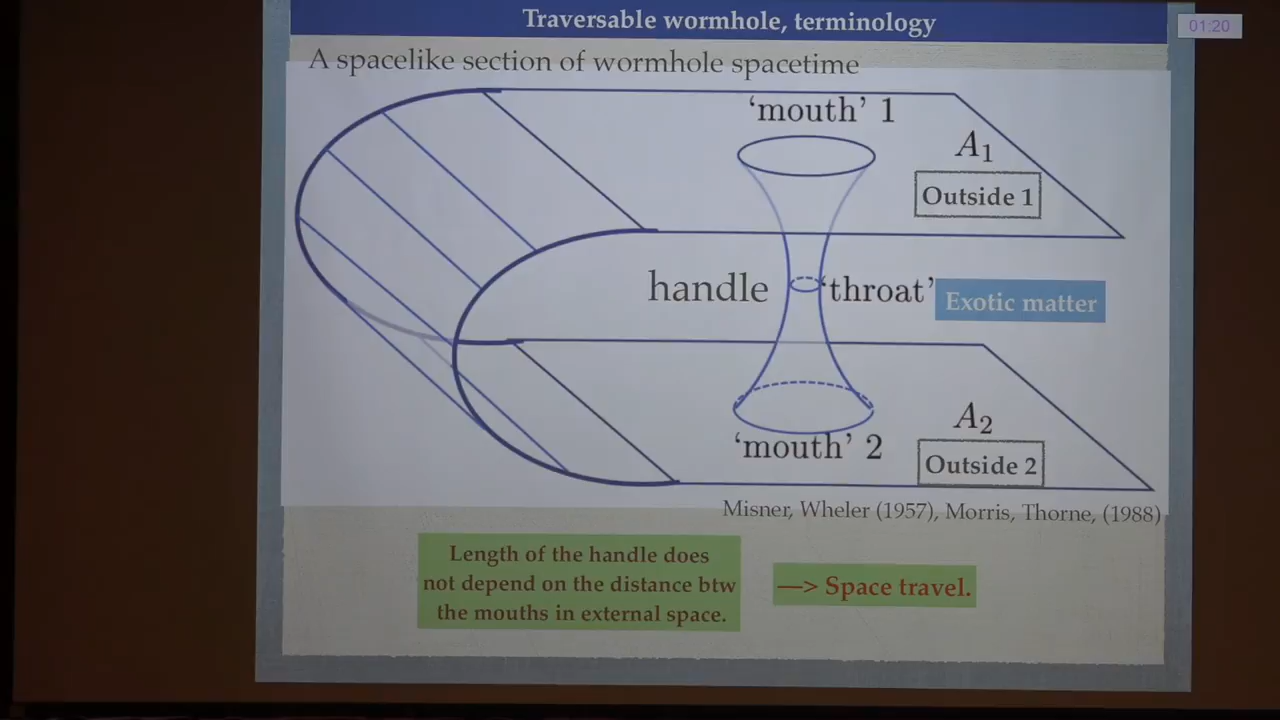 Traversable wormhole, terminology
01:20
A spacelike section of wormhole spacetime
‘mouth’ 1
A₁
Outside 1
handle
‘throat’
Exotic matter
A₂
‘mouth’ 2
Outside 2
Misner, Wheler (1957), Morris, Thorne, (1988)
Length of the handle does
not depend on the distance btw
the mouths in external space.
—> Space travel.